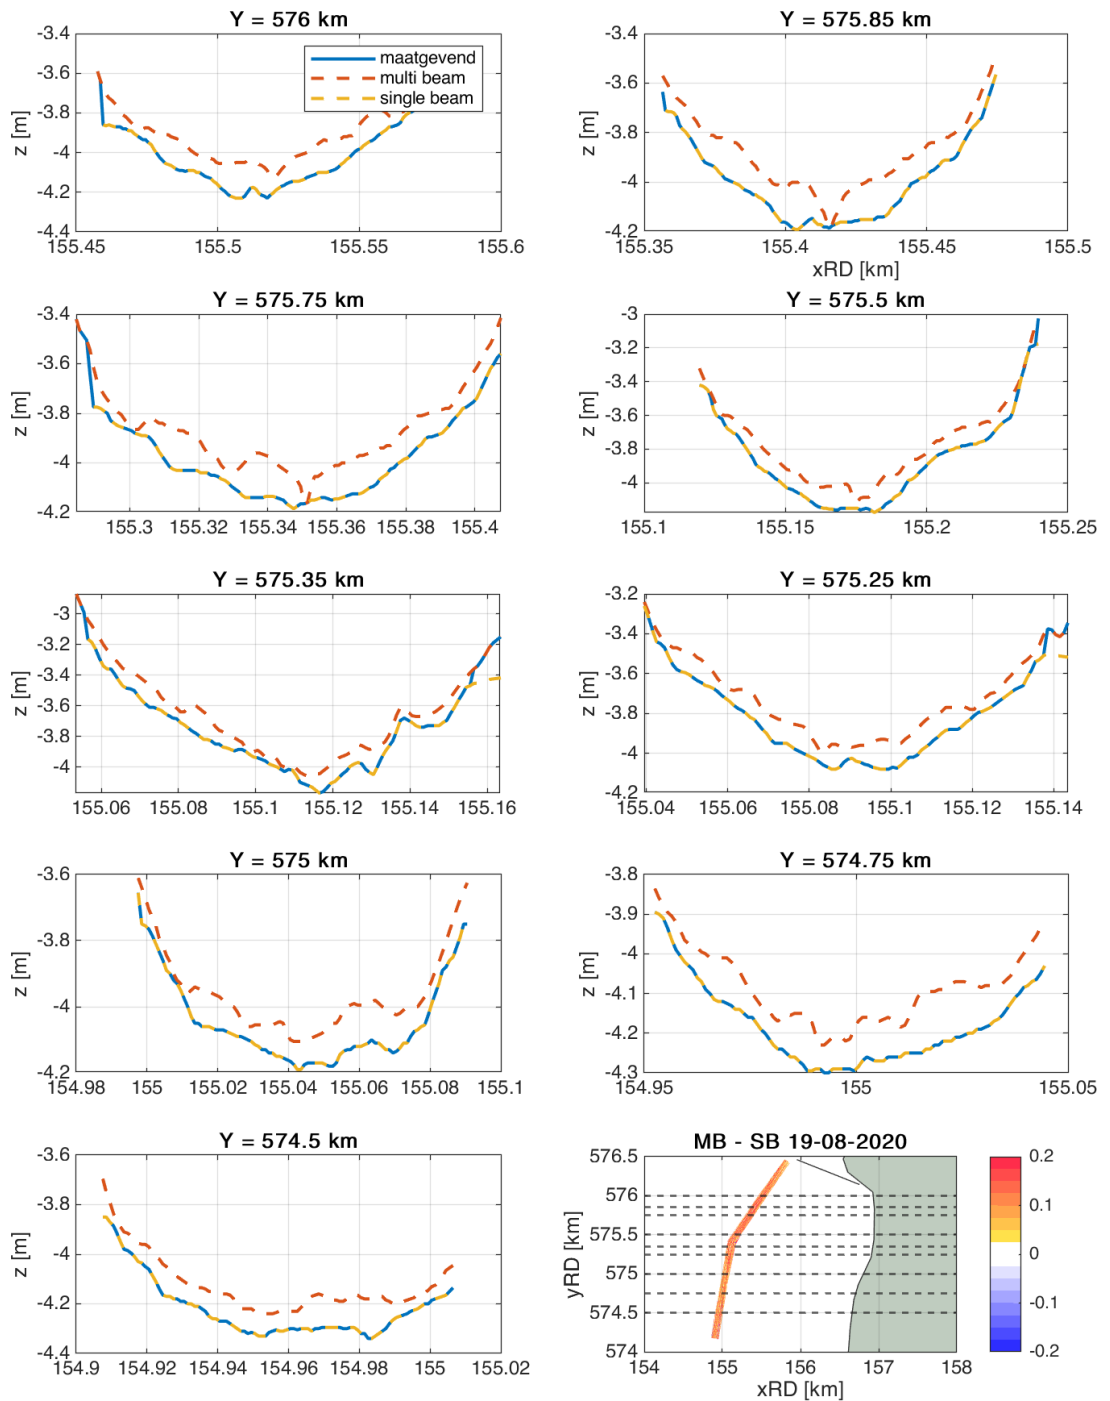 Y = 576 km
-3.4
-3.6
-3.8
-4
-4.2
-4.4
z [m]
maatgevend
multi beam
single beam
155.45 155.5 155.55 155.6
Y = 575.85 km
-3.4
-3.6
-3.8
-4
-4.2
z [m]
155.35 155.4 155.45 155.5
xRD [km]
Y = 575.75 km
-3.4
-3.6
-3.8
-4
-4.2
z [m]
155.3 155.32 155.34 155.36 155.38 155.4
Y = 575.5 km
-3
-3.2
-3.4
-3.6
-3.8
-4
z [m]
155.1 155.15 155.2 155.25
Y = 575.35 km
-3
-3.2
-3.4
-3.6
-3.8
-4
z [m]
155.06 155.08 155.1 155.12 155.14 155.16
Y = 575.25 km
-3.2
-3.4
-3.6
-3.8
-4
-4.2
z [m]
155.04 155.06 155.08 155.1 155.12 155.14
Y = 575 km
-3.6
-3.8
-4
-4.2
z [m]
154.98 155 155.02 155.04 155.06 155.08 155.1
Y = 574.75 km
-3.8
-3.9
-4
-4.1
-4.2
-4.3
z [m]
154.95 155 155.05
Y = 574.5 km
-3.6
-3.8
-4
-4.2
-4.4
z [m]
154.9 154.92 154.94 154.96 154.98 155 155.02
MB - SB 19-08-2020
576.5
576
575.5
575
574.5
574
yRD [km]
154 155 156 157 158
xRD [km]
0.2
0.1
0
-0.1
-0.2